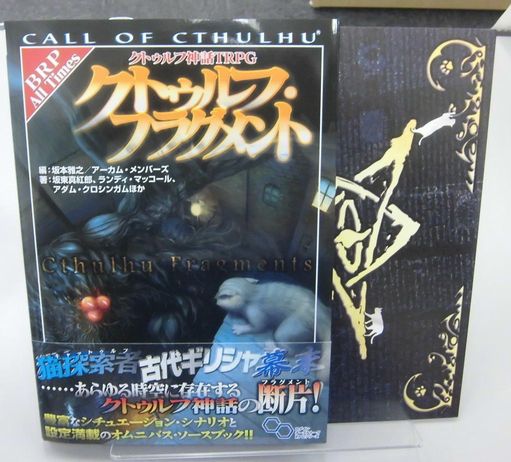 CALL OF CTHULHU®
BRP
All Times
クトゥルフ神話TRPG
クトゥルフ・
フラグメント
編：坂本雅之／アーカム・メンバーズ
著：坂東真紅郎、ランディ・マッコール、
アダム・クロシンガムほか
Cthulhu Fragments
猫探索者 古代ギリシャ 幕末
……あらゆる時空に存在する
クトゥルフ神話の断片！
フラグメント
豊富なシチュエーション・シナリオと
設定満載のオムニバス・ソースブック!!